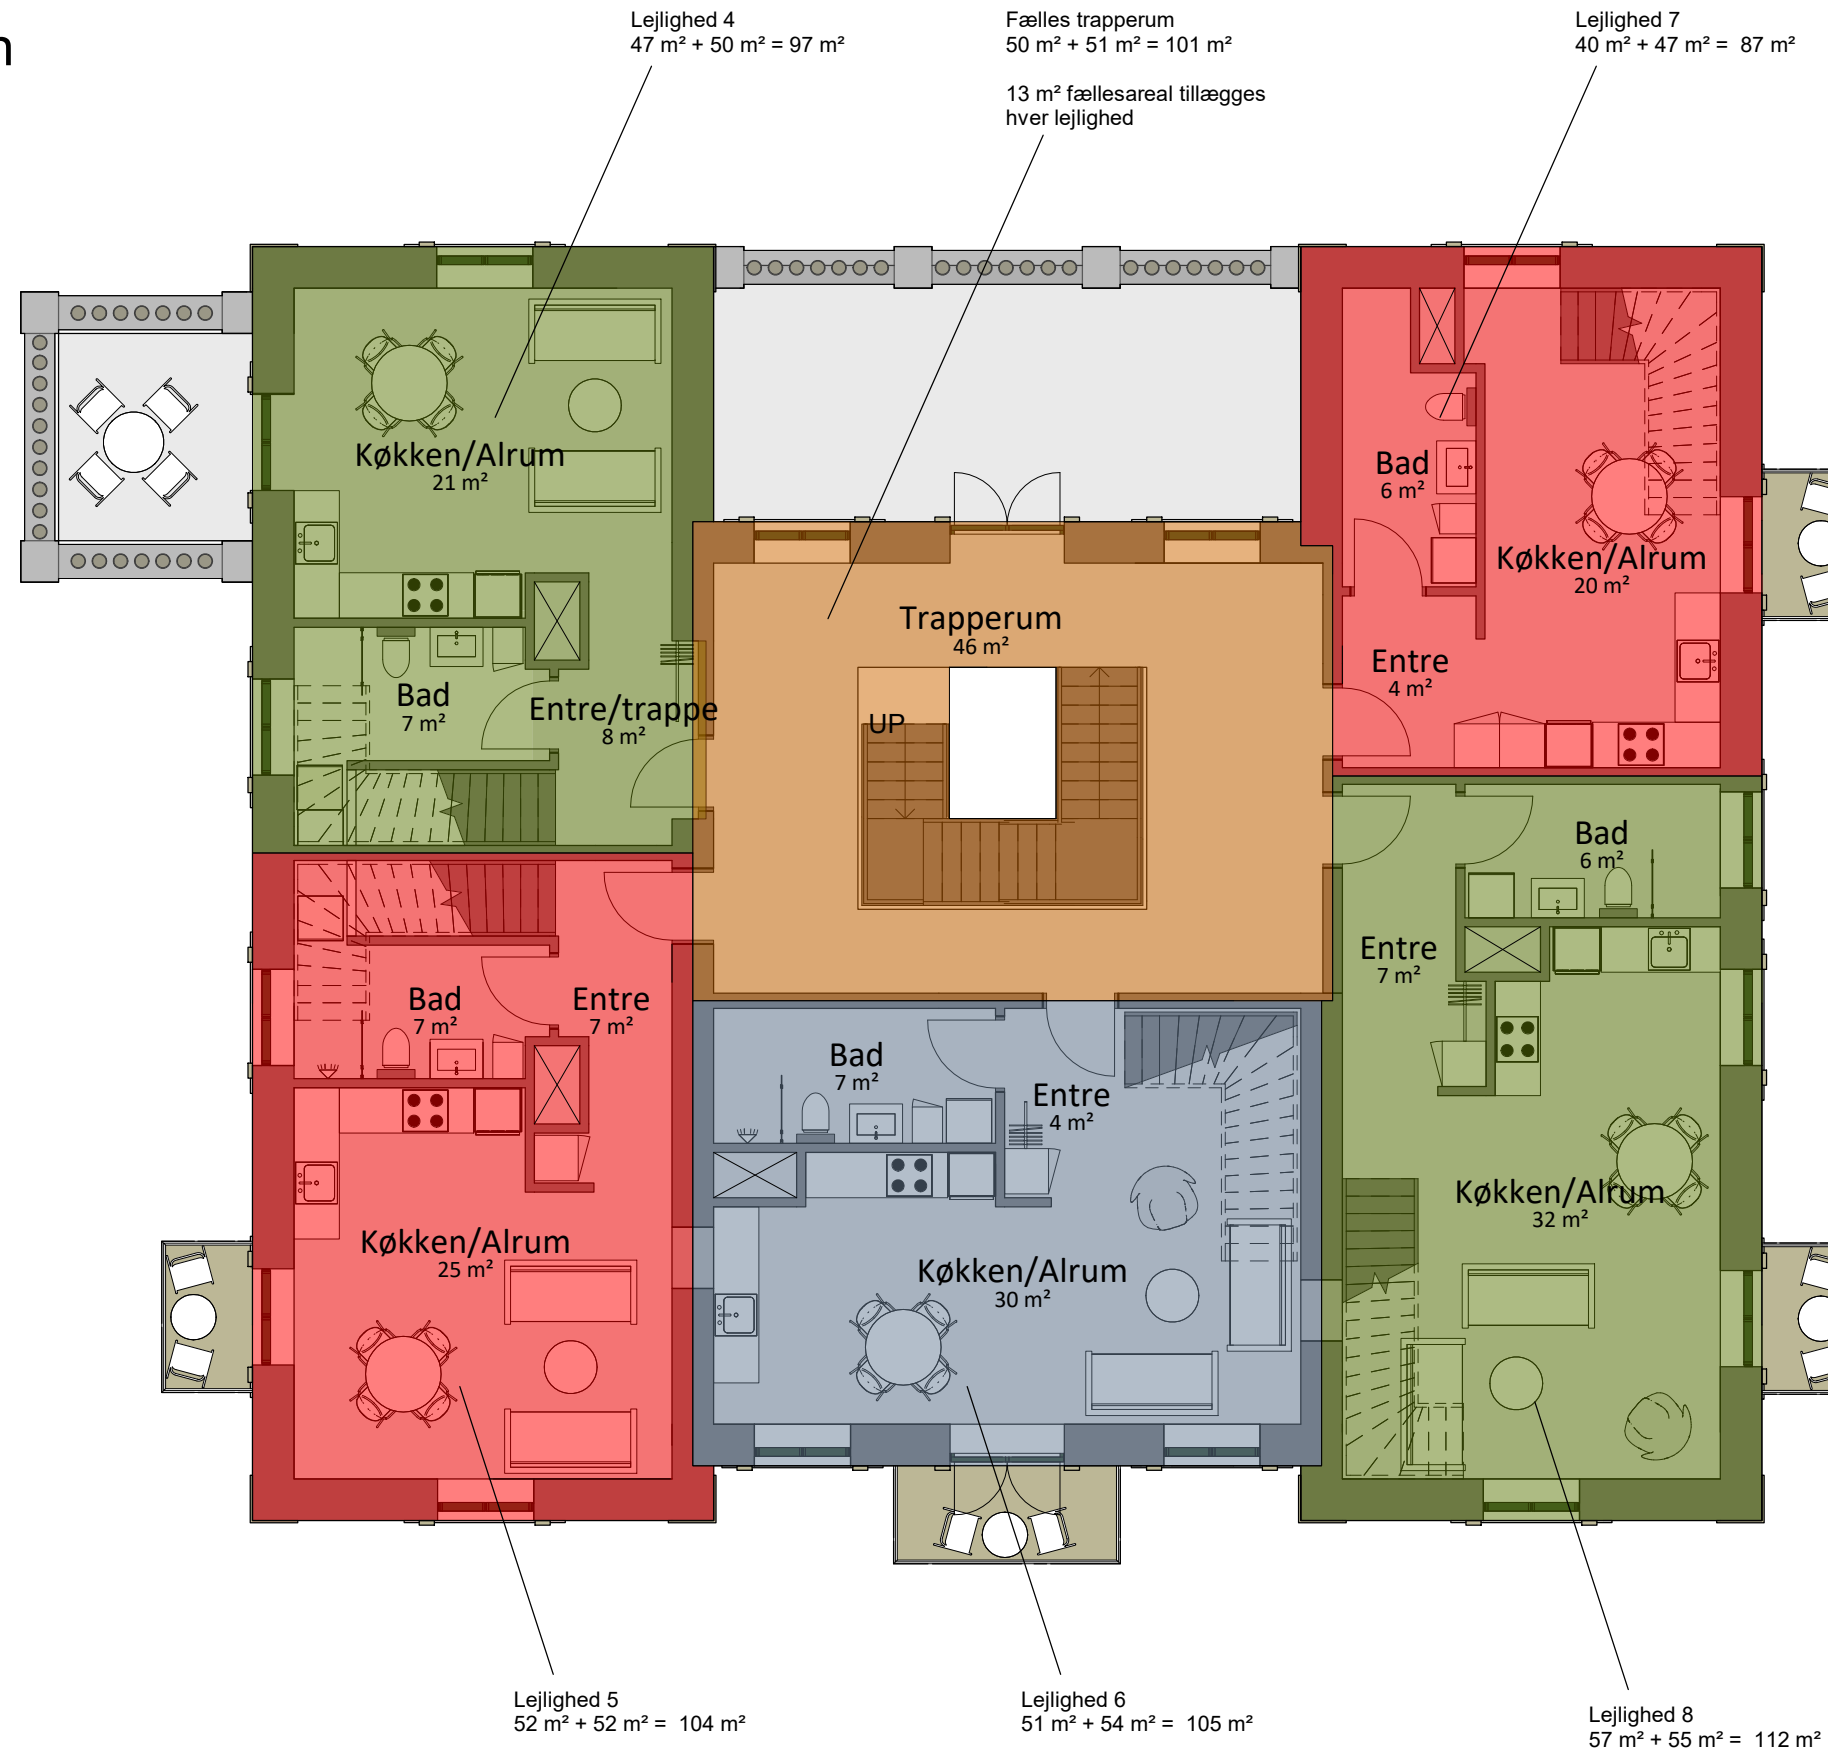 Lejlighed 4
47 m² + 50 m² = 97 m²
Fælles trapperum
50 m² + 51 m² = 101 m²
13 m² fællesareal tillægges
hver lejlighed
Lejlighed 7
40 m² + 47 m² = 87 m²
Køkken/Alrum
21 m²
Bad
6 m²
Køkken/Alrum
20 m²
Trapperum
46 m²
Entre
4 m²
Bad
7 m²
Entre/trappe
8 m²
UP
Bad
6 m²
Entre
7 m²
Bad
7 m²
Entre
7 m²
Bad
7 m²
Entre
4 m²
Køkken/Alrum
32 m²
Køkken/Alrum
25 m²
Køkken/Alrum
30 m²
Lejlighed 5
52 m² + 52 m² = 104 m²
Lejlighed 6
51 m² + 54 m² = 105 m²
Lejlighed 8
57 m² + 55 m² = 112 m²